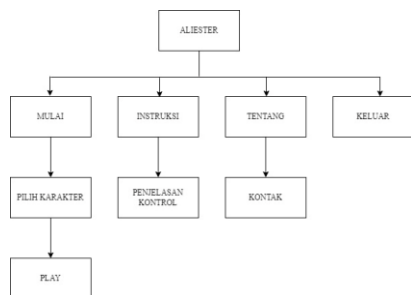 ALIESTER
MULAI
INSTRUKSI
TENTANG
KELUAR
PILIH KARAKTER
PENJELASAN
KONTROL
KONTAK
PLAY